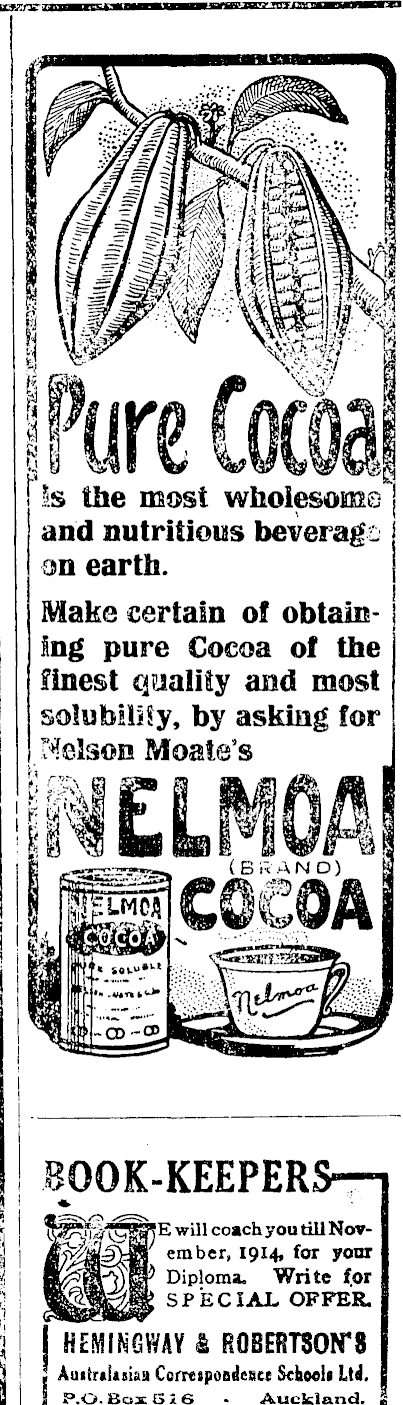 Pure Cocoa
is the most wholesome
and nutritious beverage
on earth.
Make certain of obtain-
ing pure Cocoa of the
finest quality and most
solubility, by asking for
Nelson Moate's
NELMOA
(BRAND)
COCOA
NELMOA
COCOA
PURE SOLUBLE
Nelmoa
BOOK-KEEPERS
WE will coach you till Nov-
ember, 1914, for your
Diploma. Write for
SPECIAL OFFER.
HEMINGWAY & ROBERTSON'S
Australasian Correspondence Schools Ltd.
P.O. Box 516 - Auckland.